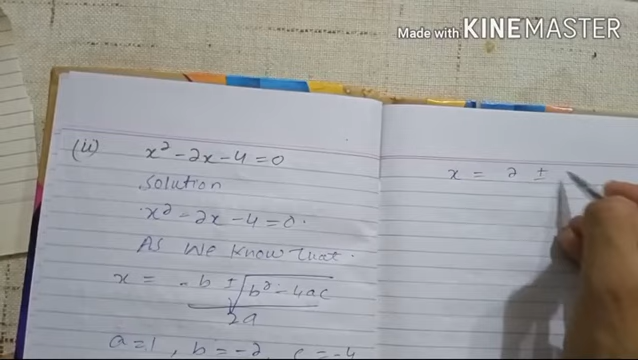 Made with KINEMASTER
(ii) x² - 2x - 4 = 0
Solution
x² - 2x - 4 = 0
As we know that
x = -b ± √b² - 4ac
2a
a = 1, b = -2, c = -4
x = 2 ±